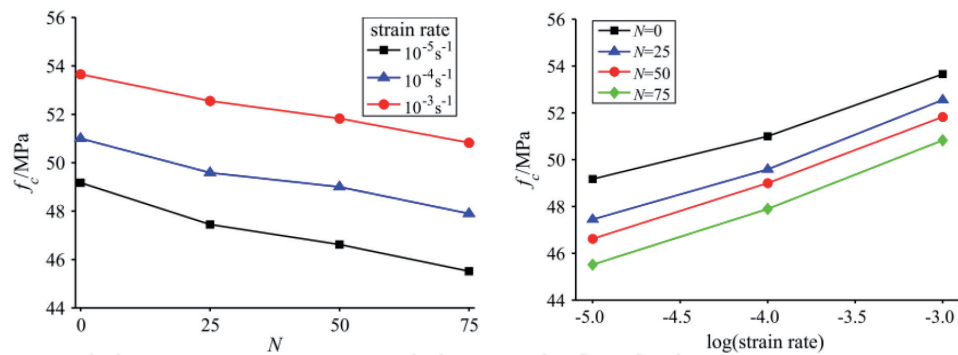 56
54
52
50
48
46
44
f_c/MPa
0
25
50
75
N
strain rate
10⁻⁵s⁻¹
10⁻⁴s⁻¹
10⁻³s⁻¹
56
54
52
50
48
46
44
f_c/MPa
-5.0
-4.5
-4.0
-3.5
-3.0
log(strain rate)
N=0
N=25
N=50
N=75